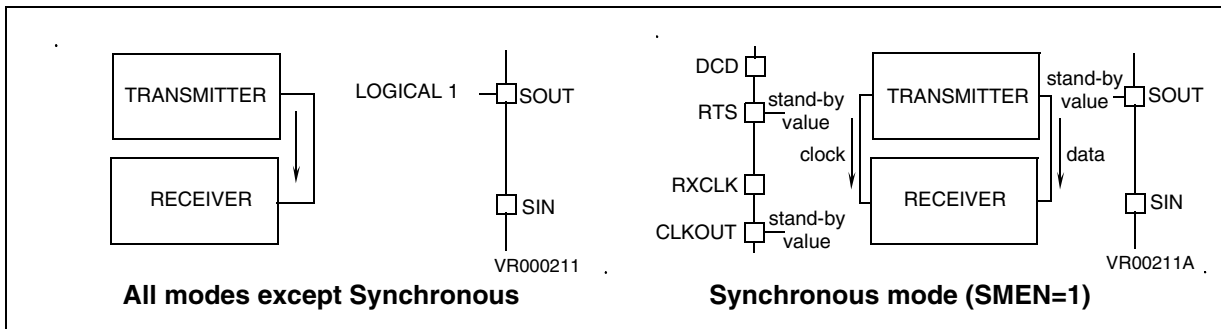 TRANSMITTER
RECEIVER
LOGICAL 1
SOUT
SIN
VR000211
All modes except Synchronous
DCD
RTS
stand-by
value
clock
RXCLK
CLKOUT
stand-by
value
TRANSMITTER
RECEIVER
data
stand-by
value
SOUT
SIN
VR00211A
Synchronous mode (SMEN=1)